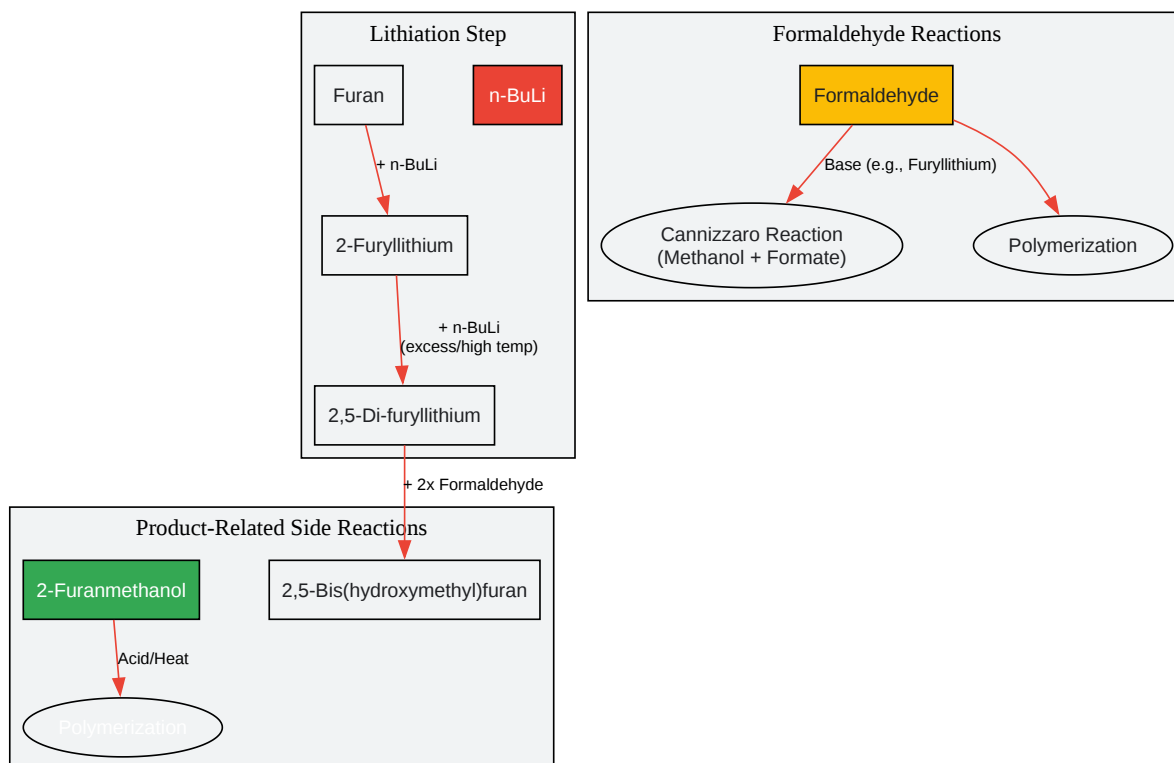 Lithiation Step
Furan
n-BuLi
+ n-BuLi
2-Furyllithium
+ n-BuLi
(excess/high temp)
2,5-Di-furyllithium
Formaldehyde Reactions
Formaldehyde
Base (e.g., Furyllithium)
Cannizzaro Reaction
(Methanol + Formate)
Polymerization
+ 2x Formaldehyde
Product-Related Side Reactions
2-Furanmethanol
2,5-Bis(hydroxymethyl)furan
Acid/Heat
Polymerization